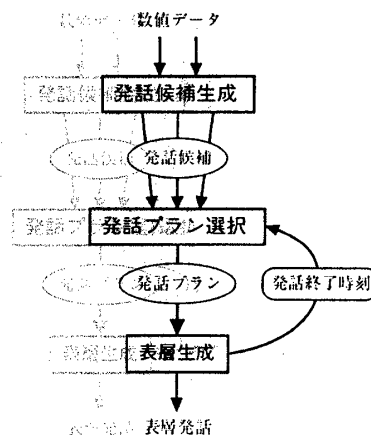 数値データ
発話候補生成
発話候補
発話プラン選択
発話プラン
発話終了時刻
表層生成
表層発話